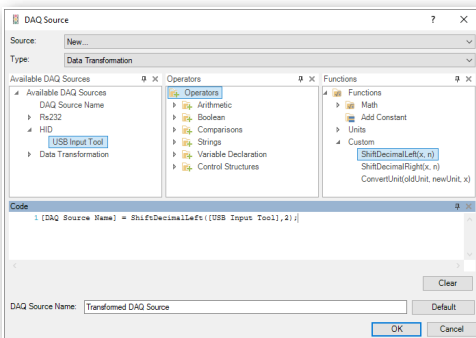 DAQ Source
Source: New...
Type: Data Transformation
Available DAQ Sources
Available DAQ Sources
DAQ Source Name
Rs232
HID
USB Input Tool
Data Transformation
Operators
Operators
Arithmetic
Boolean
Comparisons
Strings
Variable Declaration
Control Structures
Functions
Functions
Math
Add Constant
Units
Custom
ShiftDecimalLeft(x, n)
ShiftDecimalRight(x, n)
ConvertUnit(oldUnit, newUnit, x)
Code
1 [DAQ Source Name] = ShiftDecimalLeft([USB Input Tool],2);
Clear
DAQ Source Name: Transformed DAQ Source Default
OK Cancel